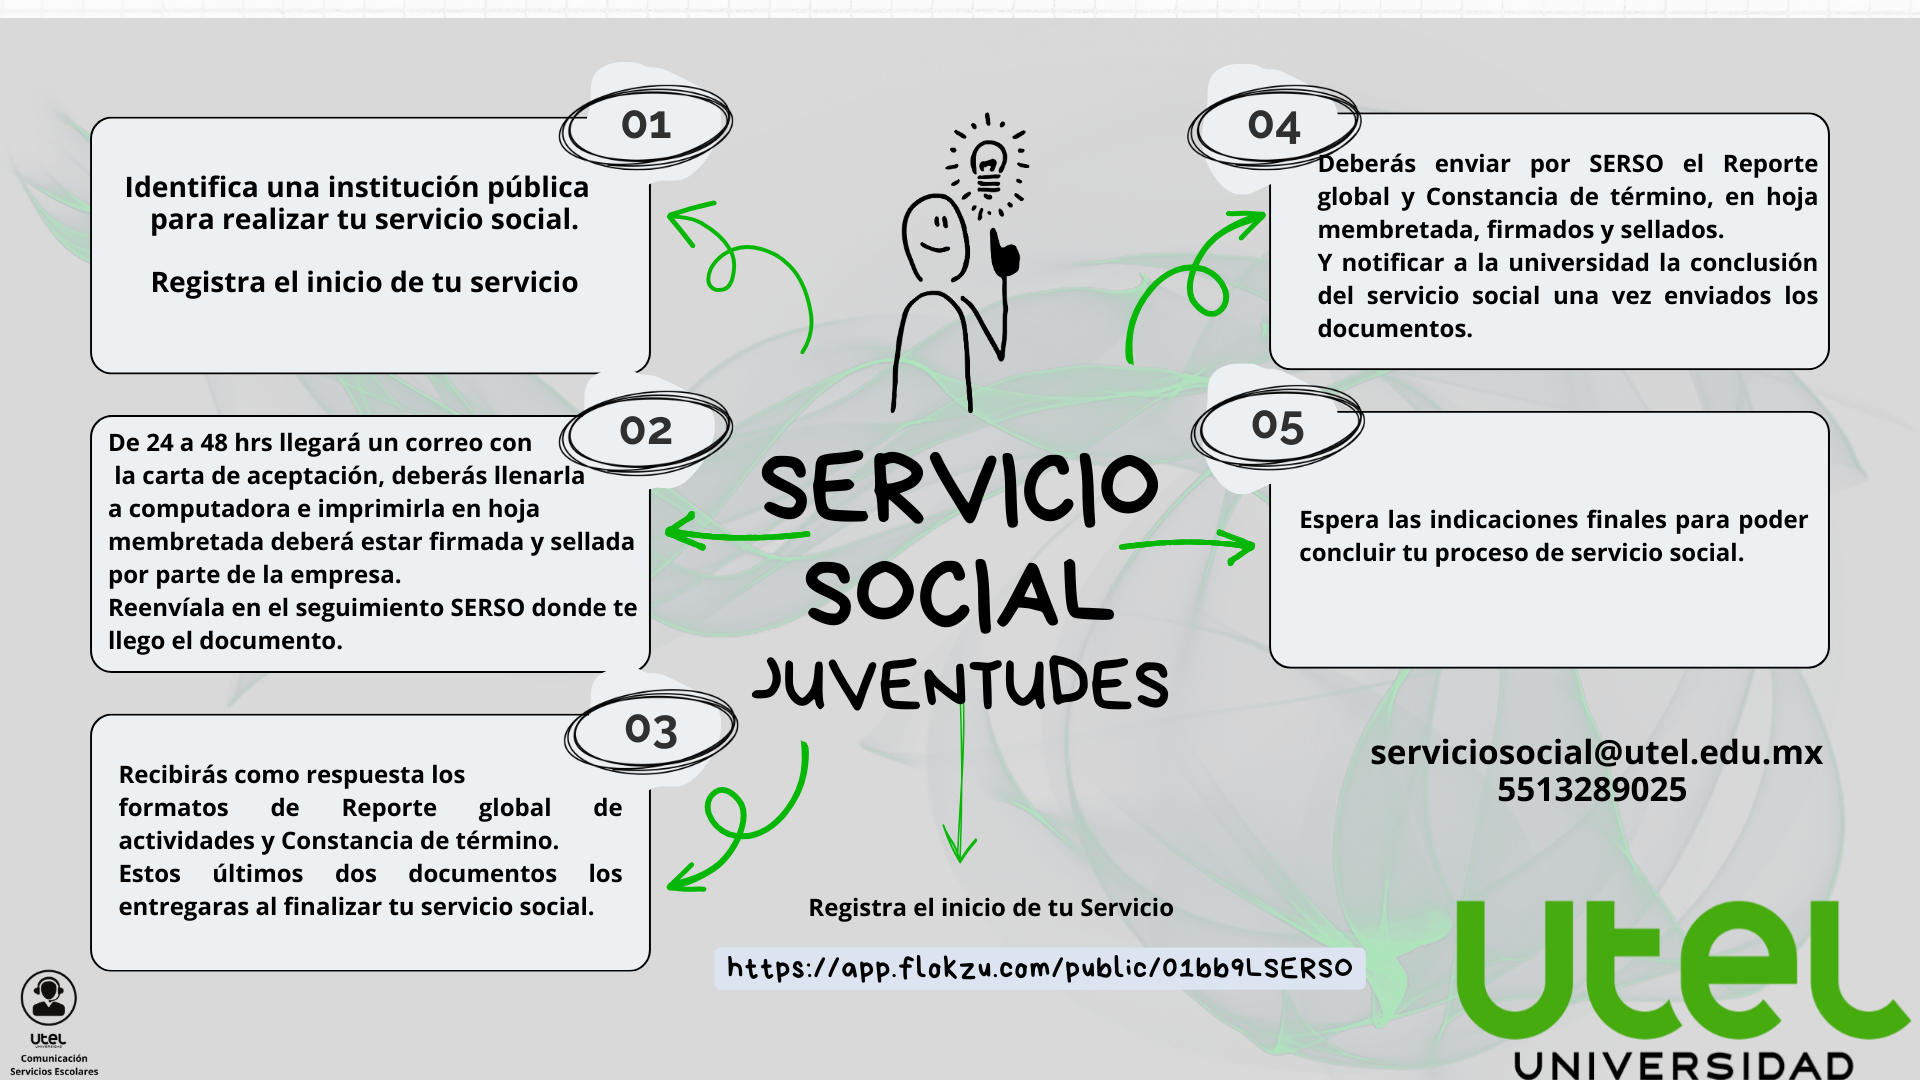 01
Identifica una institución pública
para realizar tu servicio social.
Registra el inicio de tu servicio
02
De 24 a 48 hrs llegará un correo con
la carta de aceptación, deberás llenarla
a computadora e imprimirla en hoja
membretada deberá estar firmada y sellada
por parte de la empresa.
Reenvíala en el seguimiento SERSO donde te
llego el documento.
03
Recibirás como respuesta los
formatos de Reporte global de
actividades y Constancia de término.
Estos últimos dos documentos los
entregaras al finalizar tu servicio social.
SERVICIO
SOCIAL
JUVENTUDES
Registra el inicio de tu Servicio
https://app.flokzu.com/public/01bb9LSERSO
04
Deberás enviar por SERSO el Reporte
global y Constancia de término, en hoja
membretada, firmados y sellados.
Y notificar a la universidad la conclusión
del servicio social una vez enviados los
documentos.
05
Espera las indicaciones finales para poder
concluir tu proceso de servicio social.
serviciosocial@utel.edu.mx
5513289025
utel
UNIVERSIDAD
utel
UNIVERSIDAD
Comunicación
Servicios Escolares